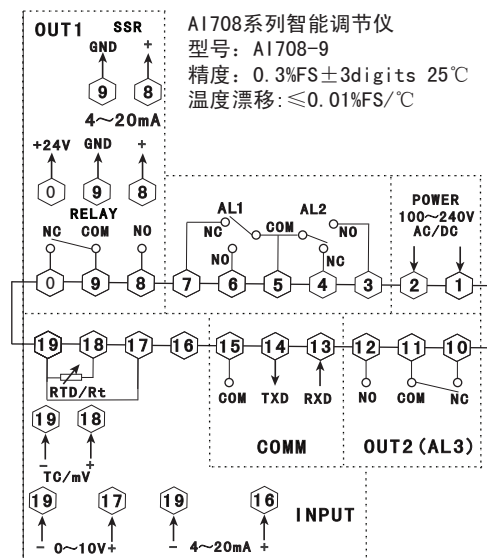 OUT1 SSR
GND +
9 8
4～20mA
AI708系列智能调节仪
型号: AI708-9
精度: 0.3%FS±3digits 25℃
温度漂移:≤0.01%FS/℃
+24V GND +
0 9 8
RELAY
NC COM NO
AL1 AL2
NC COM NO
NO NC
POWER
100～240V
AC/DC
0 9 8 7 6 5 4 3 2 1
19 18 17 16 15 14 13 12 11 10
RTD/Rt
COM TXD RXD
NO COM NC
19 18
- +
TC/mV
COMM
OUT2(AL3)
19 17 19 16
INPUT
- 0～10V+
- 4～20mA +